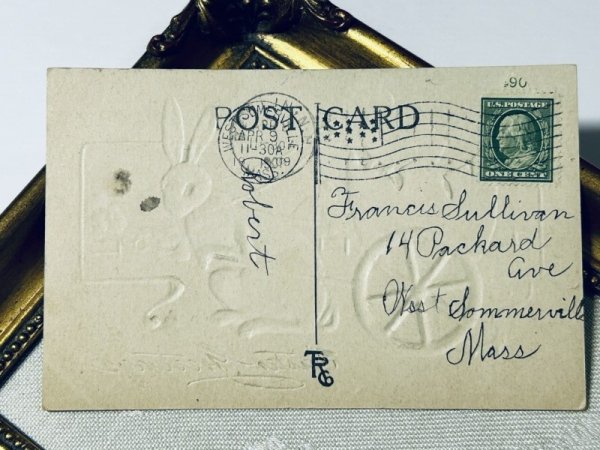 POST CARD
APR 9
11-30A
1909
MASS.
U.S. POSTAGE
ONE CENT
Robert
Francis Sullivan
14 Packard
Ave
West Sommerville
Mass